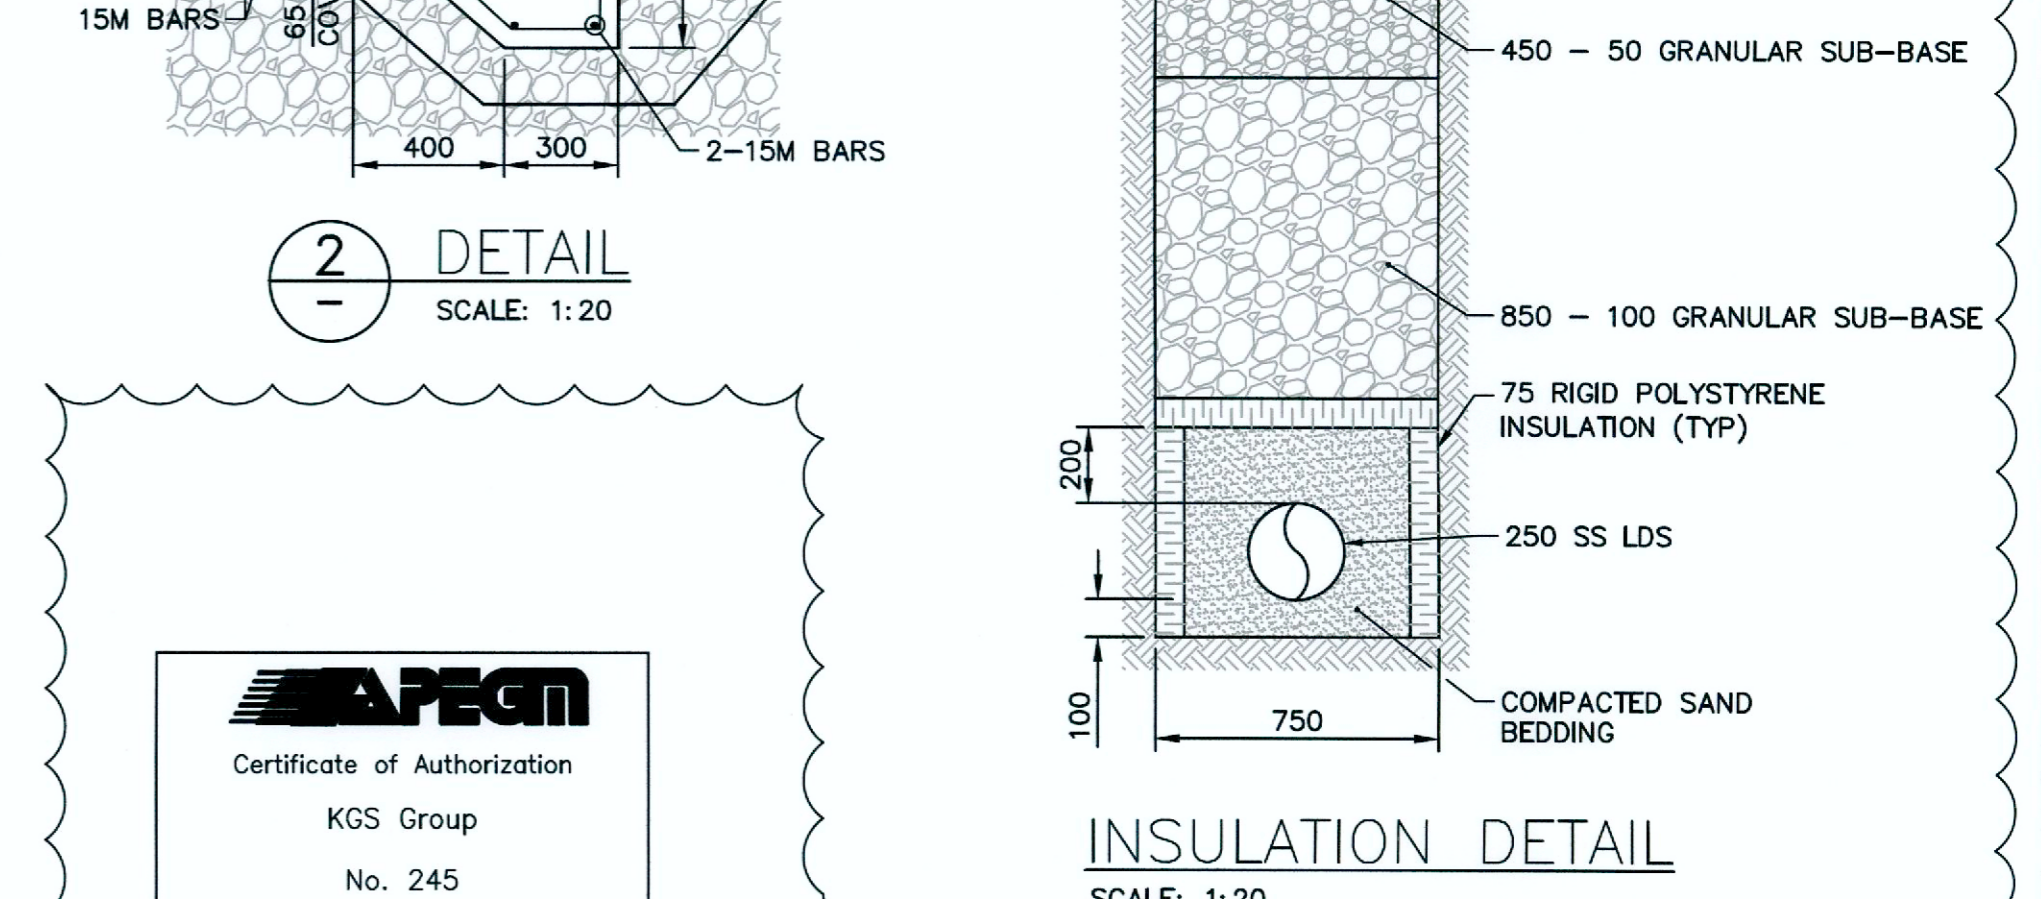 15M BARS
65
400
300
2-15M BARS
2
-
DETAIL
SCALE: 1:20
450 - 50 GRANULAR SUB-BASE
850 - 100 GRANULAR SUB-BASE
75 RIGID POLYSTYRENE
INSULATION (TYP)
200
250 SS LDS
100
750
COMPACTED SAND
BEDDING
INSULATION DETAIL
SCALE: 1:20
APEGM
Certificate of Authorization
KGS Group
No. 245